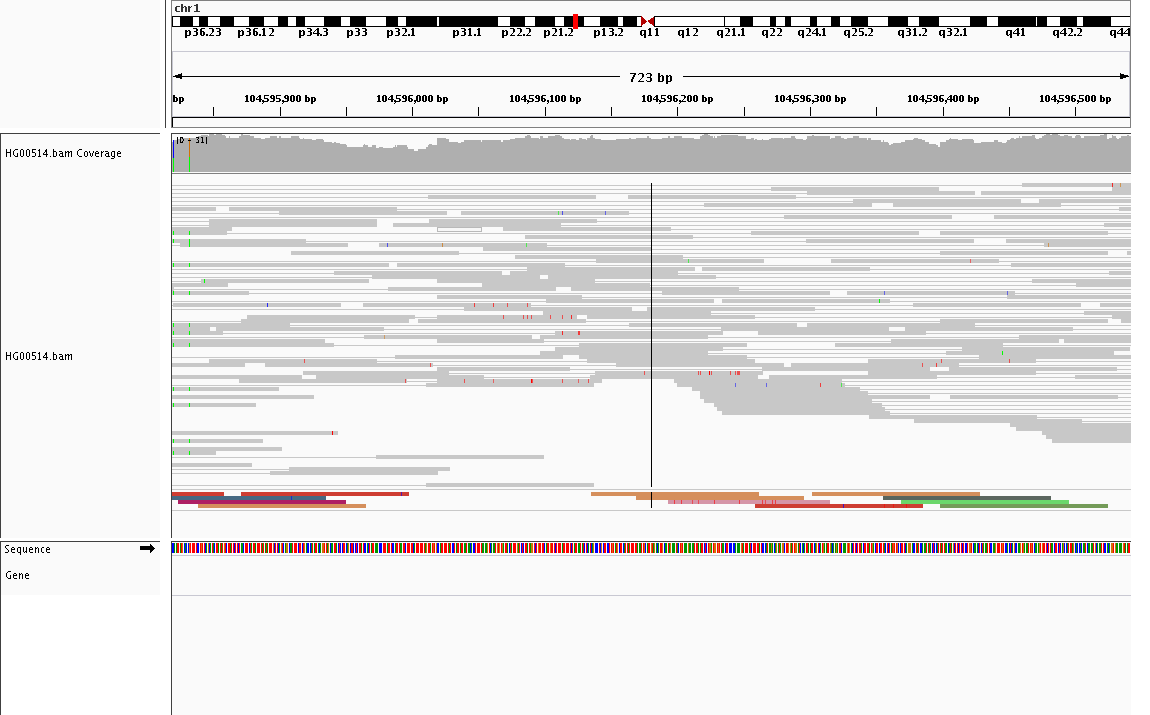 chr1
p36.23 p36.12 p34.3 p33 p32.1 p31.1 p22.2 p21.2 p13.2 q11 q12 q21.1 q22 q24.1 q25.2 q31.2 q32.1 q41 q42.2 q44
723 bp
bp 104,595,900 bp 104,596,000 bp 104,596,100 bp 104,596,200 bp 104,596,300 bp 104,596,400 bp 104,596,500 bp
HG00514.bam Coverage
[0 - 31]
HG00514.bam
Sequence
Gene